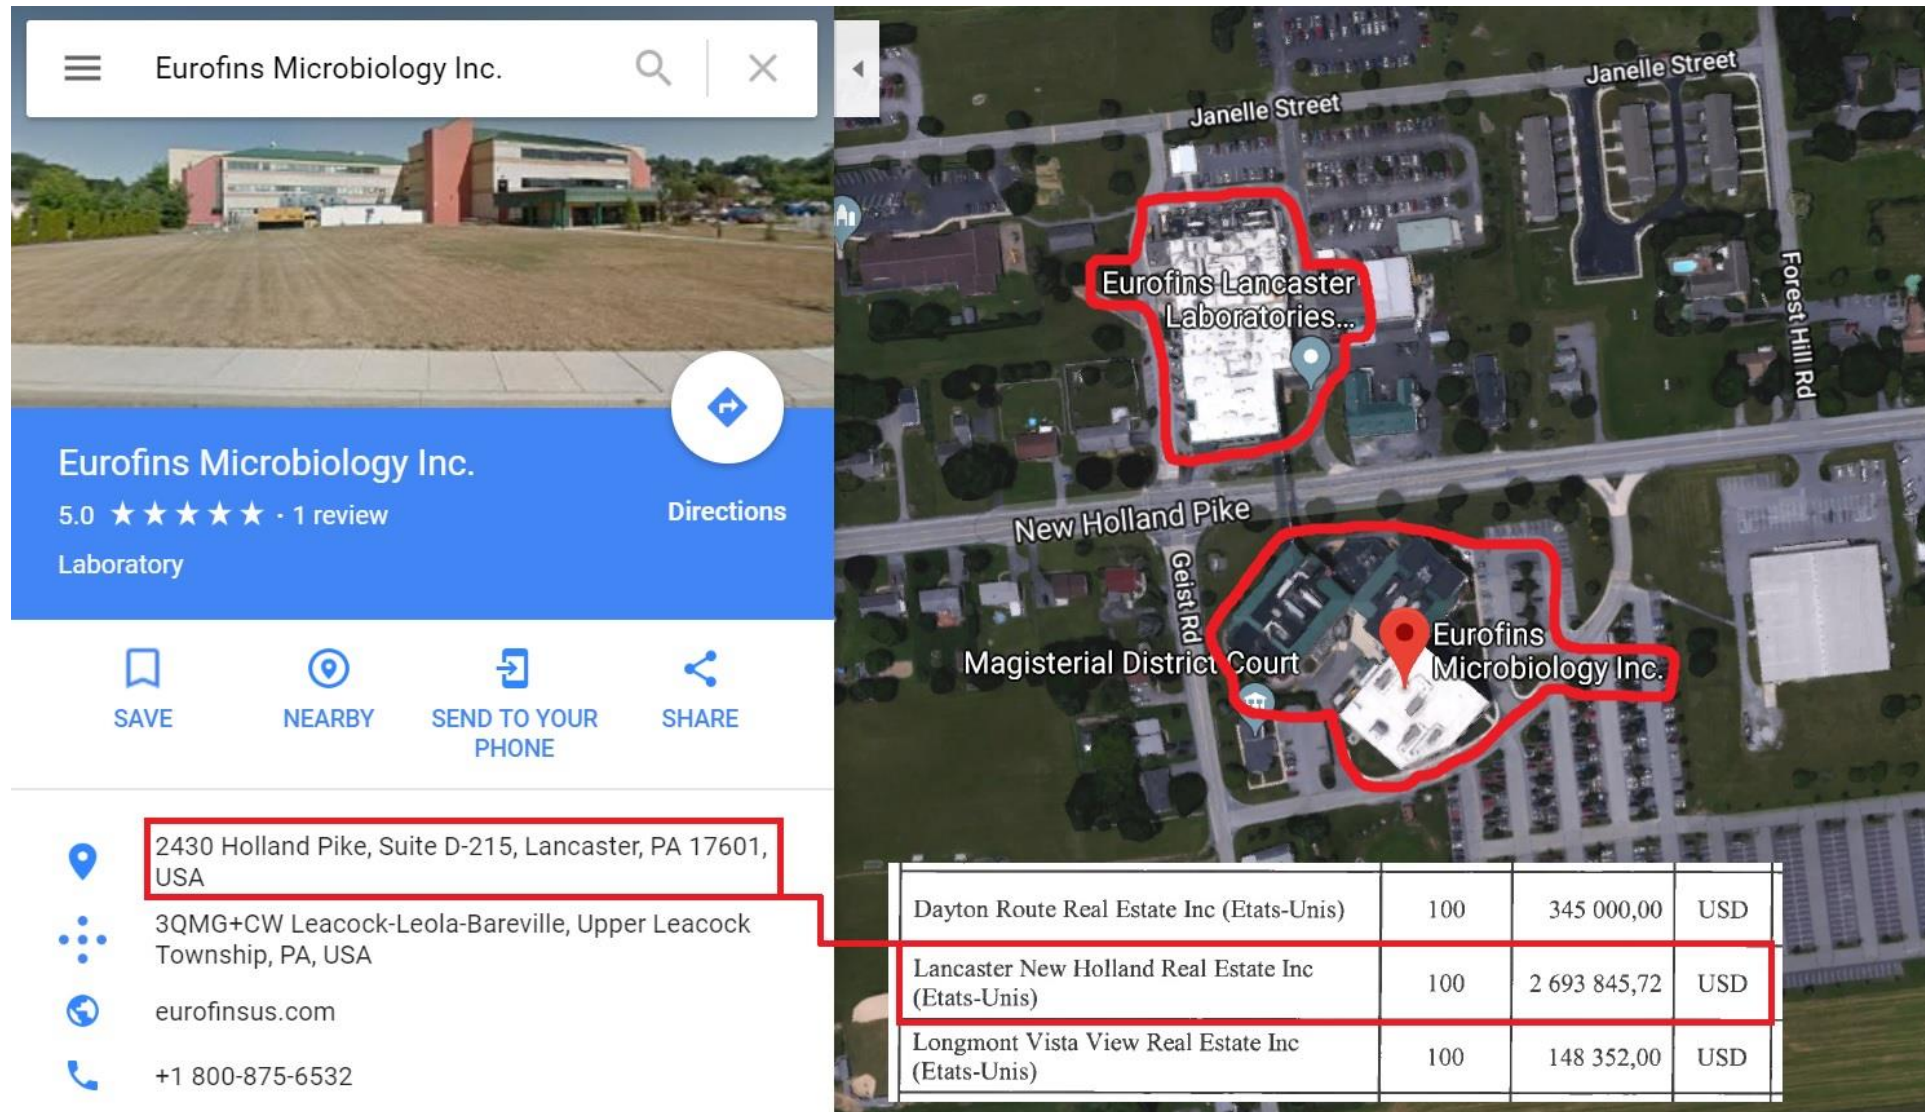 Eurofins Microbiology Inc.
Eurofins Microbiology Inc.
5.0 ★★★★★ · 1 review
Directions
Laboratory
SAVE
NEARBY
SEND TO YOUR
PHONE
SHARE
2430 Holland Pike, Suite D-215, Lancaster, PA 17601,
USA
3QMG+CW Leacock-Leola-Bareville, Upper Leacock
Township, PA, USA
eurofinsus.com
+1 800-875-6532
Janelle Street
Janelle Street
Forest Hill Rd
Eurofins Lancaster
Laboratories...
New Holland Pike
Geist Rd
Eurofins
Microbiology Inc.
Magisterial District Court
Dayton Route Real Estate Inc (Etats-Unis) 100 345 000,00 USD
Lancaster New Holland Real Estate Inc
(Etats-Unis) 100 2 693 845,72 USD
Longmont Vista View Real Estate Inc
(Etats-Unis) 100 148 352,00 USD